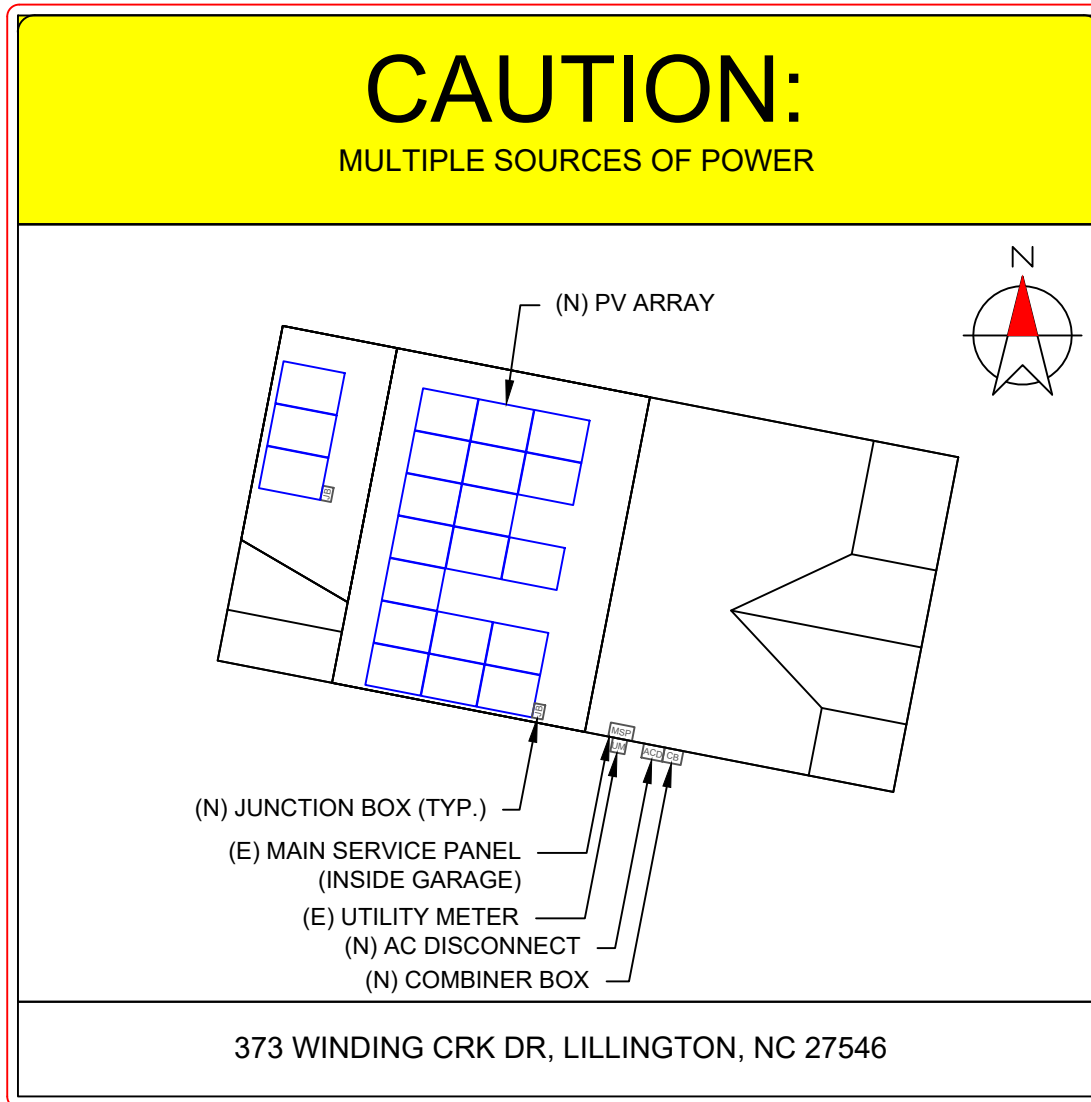 CAUTION:
MULTIPLE SOURCES OF POWER
N
(N) PV ARRAY
JB
JB
MSP
UM
ACD
CB
(N) JUNCTION BOX (TYP.)
(E) MAIN SERVICE PANEL
(INSIDE GARAGE)
(E) UTILITY METER
(N) AC DISCONNECT
(N) COMBINER BOX
373 WINDING CRK DR, LILLINGTON, NC 27546